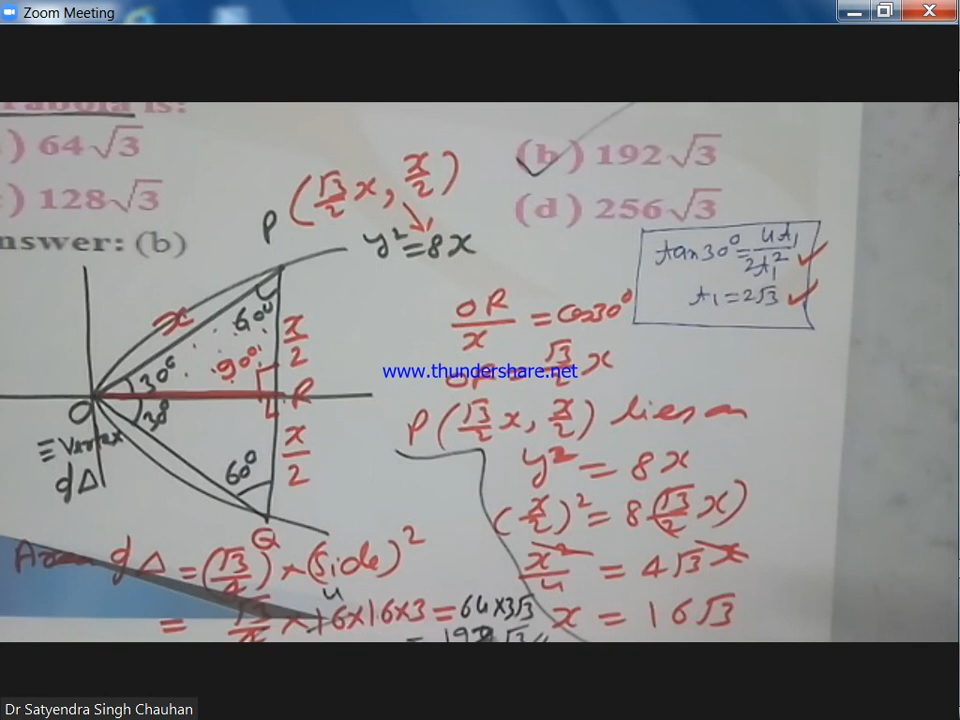 Zoom Meeting
rabola is:
) 64√3
(b) 192√3
) 128√3
(d) 256√3
nswer: (b)
P (√3/2 x, x/2)
y² = 8x
tan30° = 4t₁/2t₁²
t₁ = 2√3
x
60°
x/2
30°
90°
R
O
30°
≡ Vertex
of Δ
x/2
60°
Q
OR/x = cos30°
www.thundershare.net
OR = √3/2 x
P (√3/2 x, x/2) lies on
y² = 8x
(x/2)² = 8(√3/2 x)
x²/4 = 4√3 x
x = 16√3
Area of Δ = (√3/4) × (Side)²
= √3/4 × 16 × 16 × 3 = 64 × 3√3
4
= 192√3
Dr Satyendra Singh Chauhan